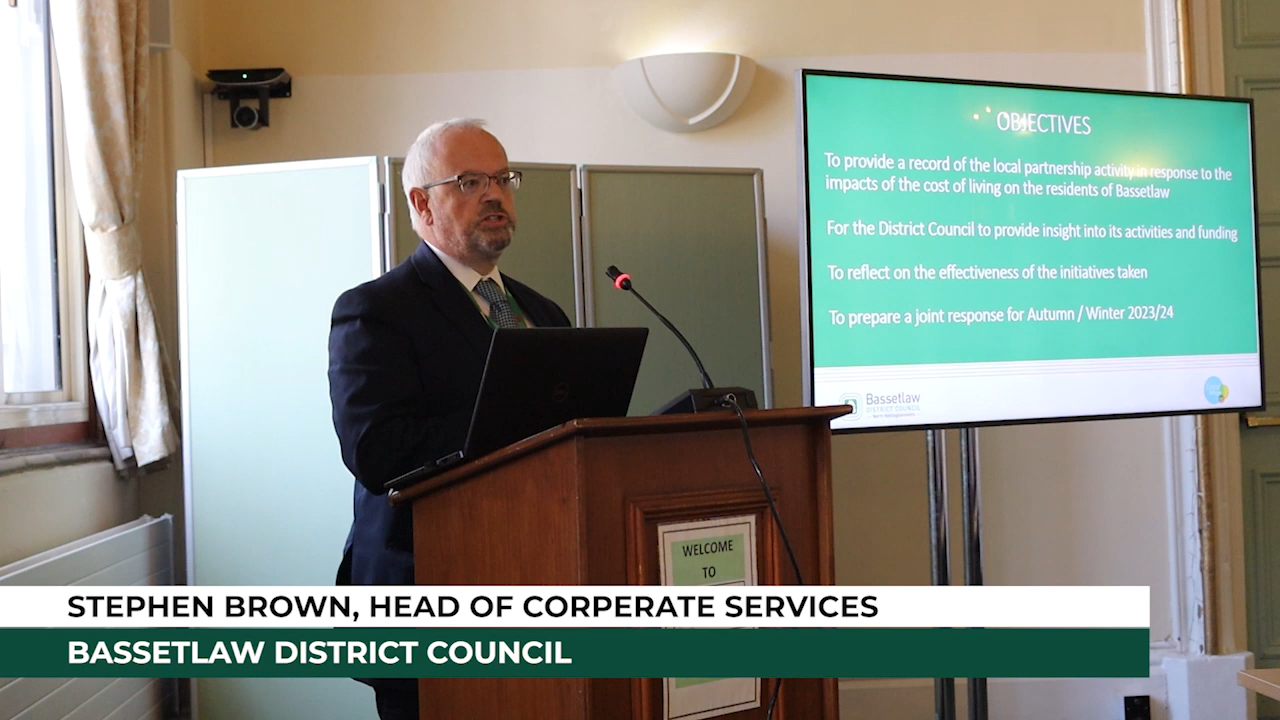 OBJECTIVES
To provide a record of the local partnership activity in response to the
impacts of the cost of living on the residents of Bassetlaw
For the District Council to provide insight into its activities and funding
To reflect on the effectiveness of the initiatives taken
To prepare a joint response for Autumn / Winter 2023/24
Bassetlaw
DISTRICT COUNCIL
WELCOME
TO
STEPHEN BROWN, HEAD OF CORPERATE SERVICES
BASSETLAW DISTRICT COUNCIL